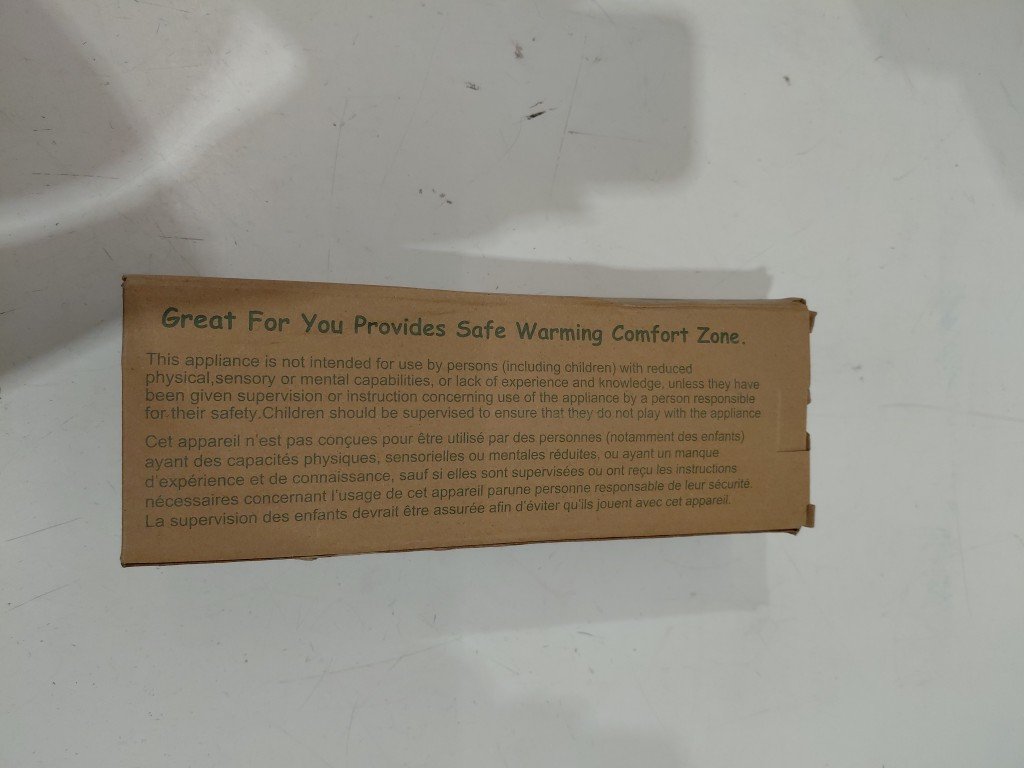 Great For You Provides Safe Warming Comfort Zone.
This appliance is not intended for use by persons (including children) with reduced
physical,sensory or mental capabilities, or lack of experience and knowledge, unless they have
been given supervision or instruction concerning use of the appliance by a person responsible
for their safety.Children should be supervised to ensure that they do not play with the appliance
Cet appareil n'est pas conçues pour être utilisé par des personnes (notamment des enfants)
ayant des capacités physiques, sensorielles ou mentales réduites, ou ayant un manque
d'expérience et de connaissance, sauf si elles sont supervisées ou ont reçu les instructions
nécessaires concernant l'usage de cet appareil parune personne responsable de leur sécurité.
La supervision des enfants devrait être assurée afin d'éviter qu'ils jouent avec cet appareil.